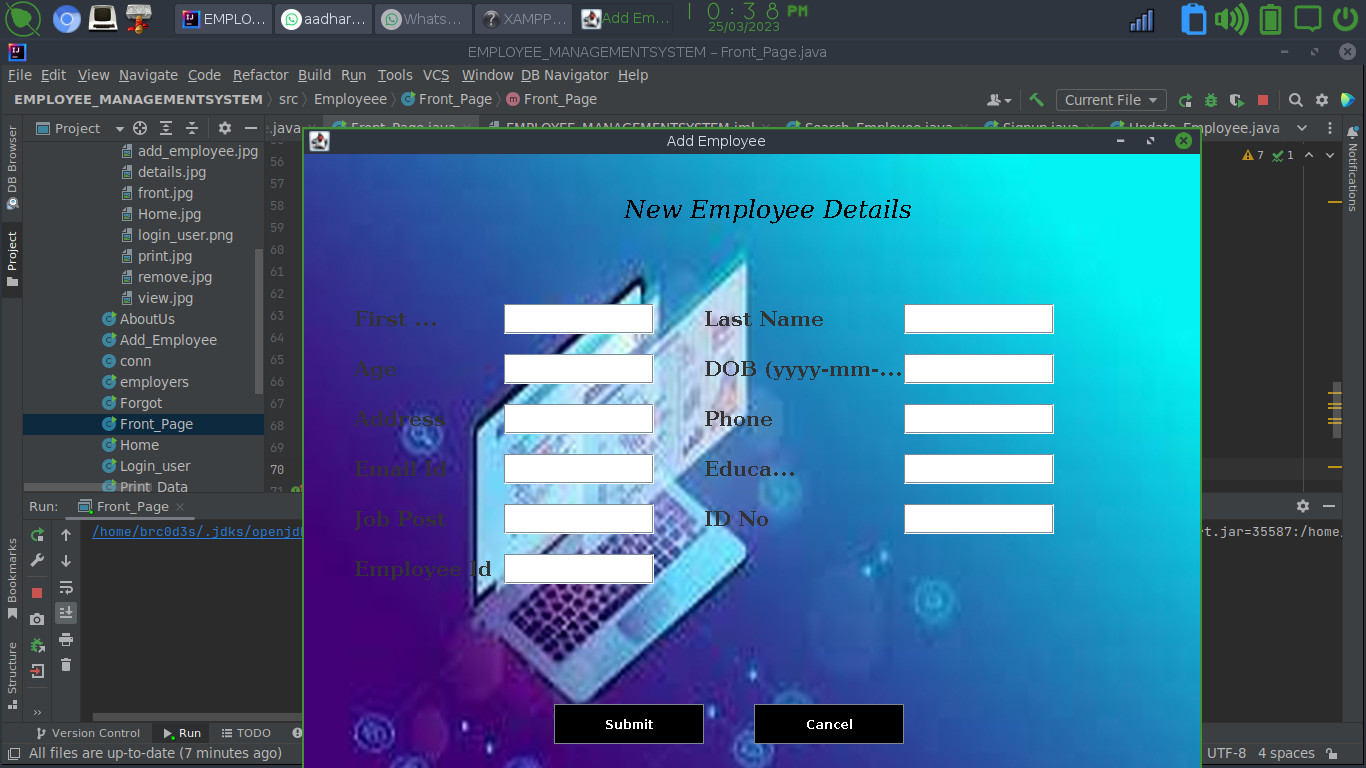 EMPLO...
aadhar...
Whats...
XAMPP...
Add Em...
0:38 PM
25/03/2023
EMPLOYEE_MANAGEMENTSYSTEM – Front_Page.java
File Edit View Navigate Code Refactor Build Run Tools VCS Window DB Navigator Help
EMPLOYEE_MANAGEMENTSYSTEM src Employeee Front_Page Front_Page
Current File
Project
.java Front_Page.java EMPLOYEE_MANAGEMENTSYSTEM.iml Search_Employee.java Signup.java Update_Employee.java
7 1
DB Browser
Project
Bookmarks
Structure
Notifications
add_employee.jpg
details.jpg
front.jpg
Home.jpg
login_user.png
print.jpg
remove.jpg
view.jpg
AboutUs
Add_Employee
conn
employers
Forgot
Front_Page
Home
Login_user
Print_Data
56
57
58
59
60
61
62
63
64
65
66
67
68
69
70
71
Add Employee
New Employee Details
First ...
Last Name
Age
DOB (yyyy-mm-...
Address
Phone
Email Id
Educa...
Job Post
ID No
Employee Id
Submit
Cancel
Run: Front_Page
/home/brc0d3s/.jdks/openjd
t.jar=35587:/home,
Version Control Run TODO
All files are up-to-date (7 minutes ago)
UTF-8 4 spaces